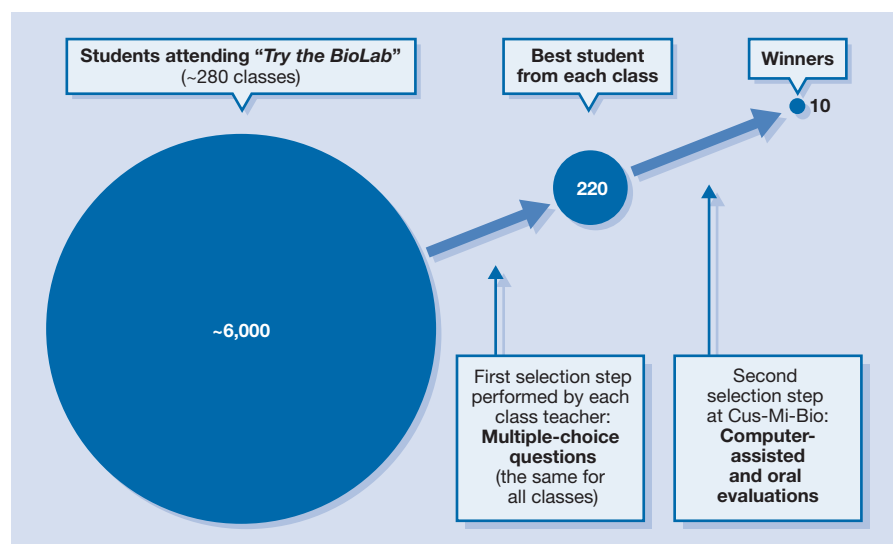 Students attending “Try the BioLab”
(~280 classes)
Best student
from each class
Winners
10
220
~6,000
First selection step
performed by each
class teacher:
Multiple-choice
questions
(the same for
all classes)
Second
selection step
at Cus-Mi-Bio:
Computer-
assisted
and oral
evaluations